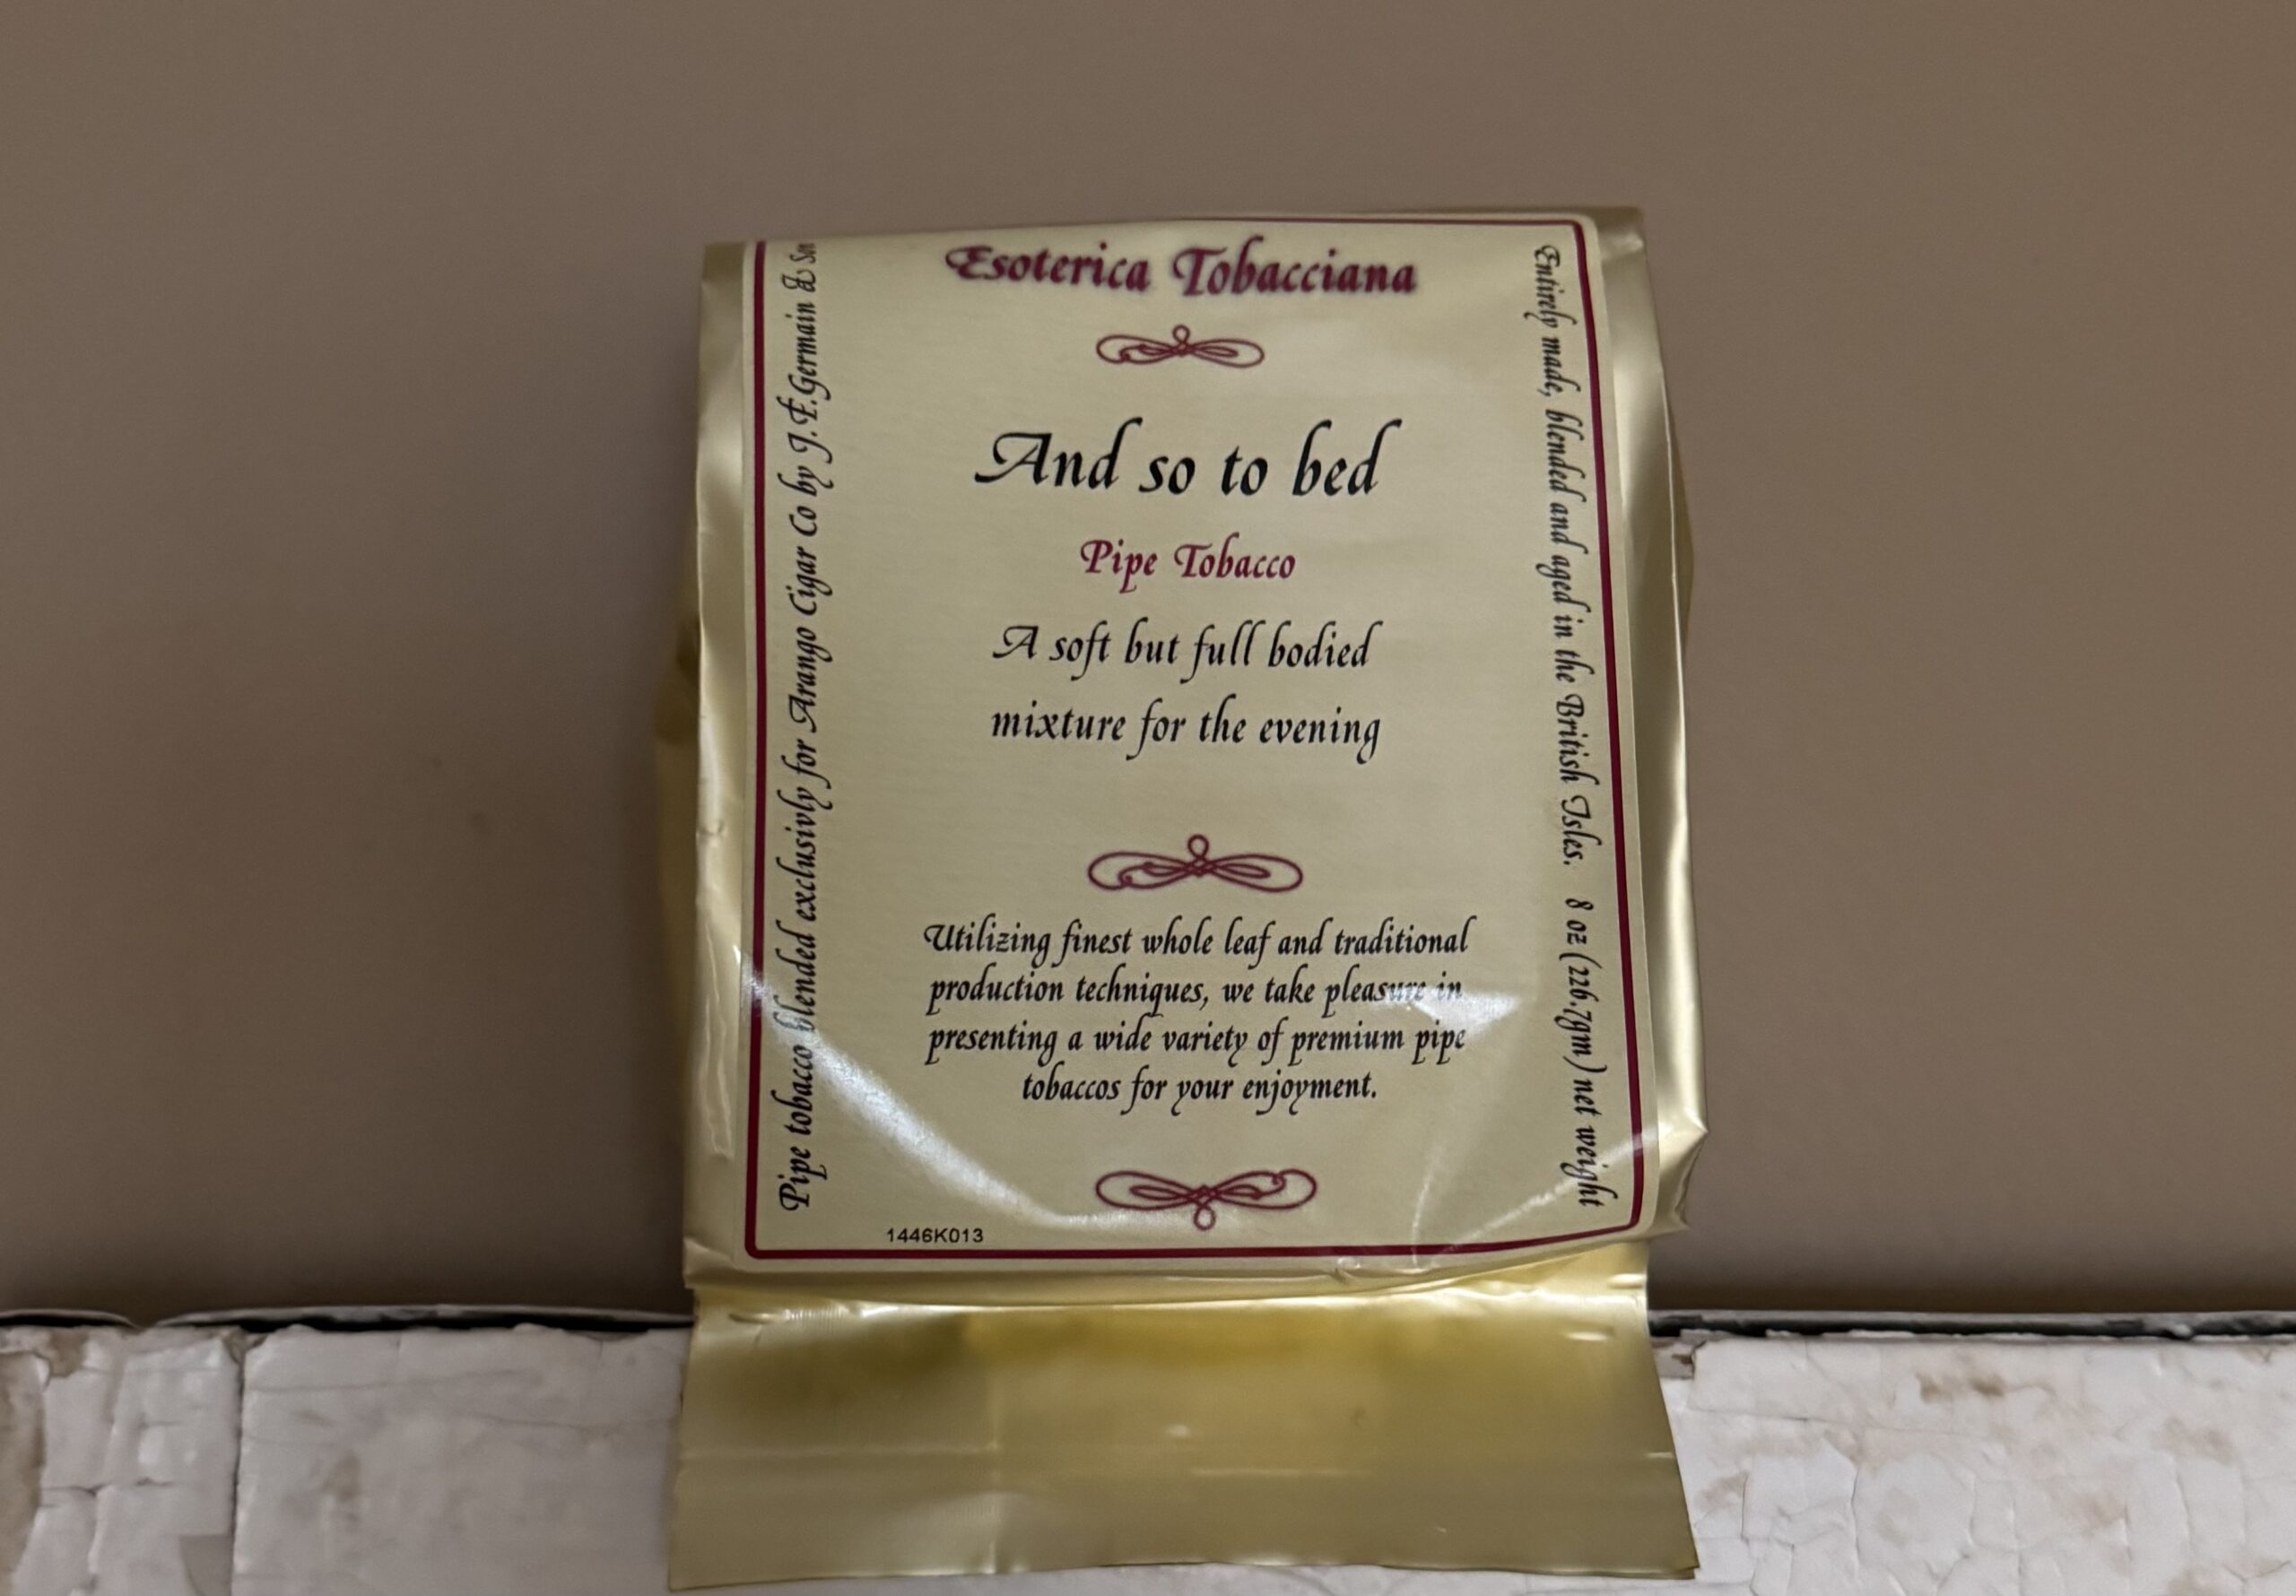 Esoterica Tobacciana
And so to bed
Pipe Tobacco
A soft but full bodied
mixture for the evening
Utilizing finest whole leaf and traditional
production techniques, we take pleasure in
presenting a wide variety of premium pipe
tobaccos for your enjoyment.
1446K013
Pipe tobacco blended exclusivly for Arango Cigar Co by J.F.Germain & Son
Entirely made, blended and aged in the British Isles. 8 oz (226.7gm) net weight